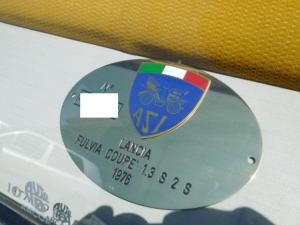 N°
ASI
LANCIA
FULVIA COUPE 1.3 S 2 S
1976